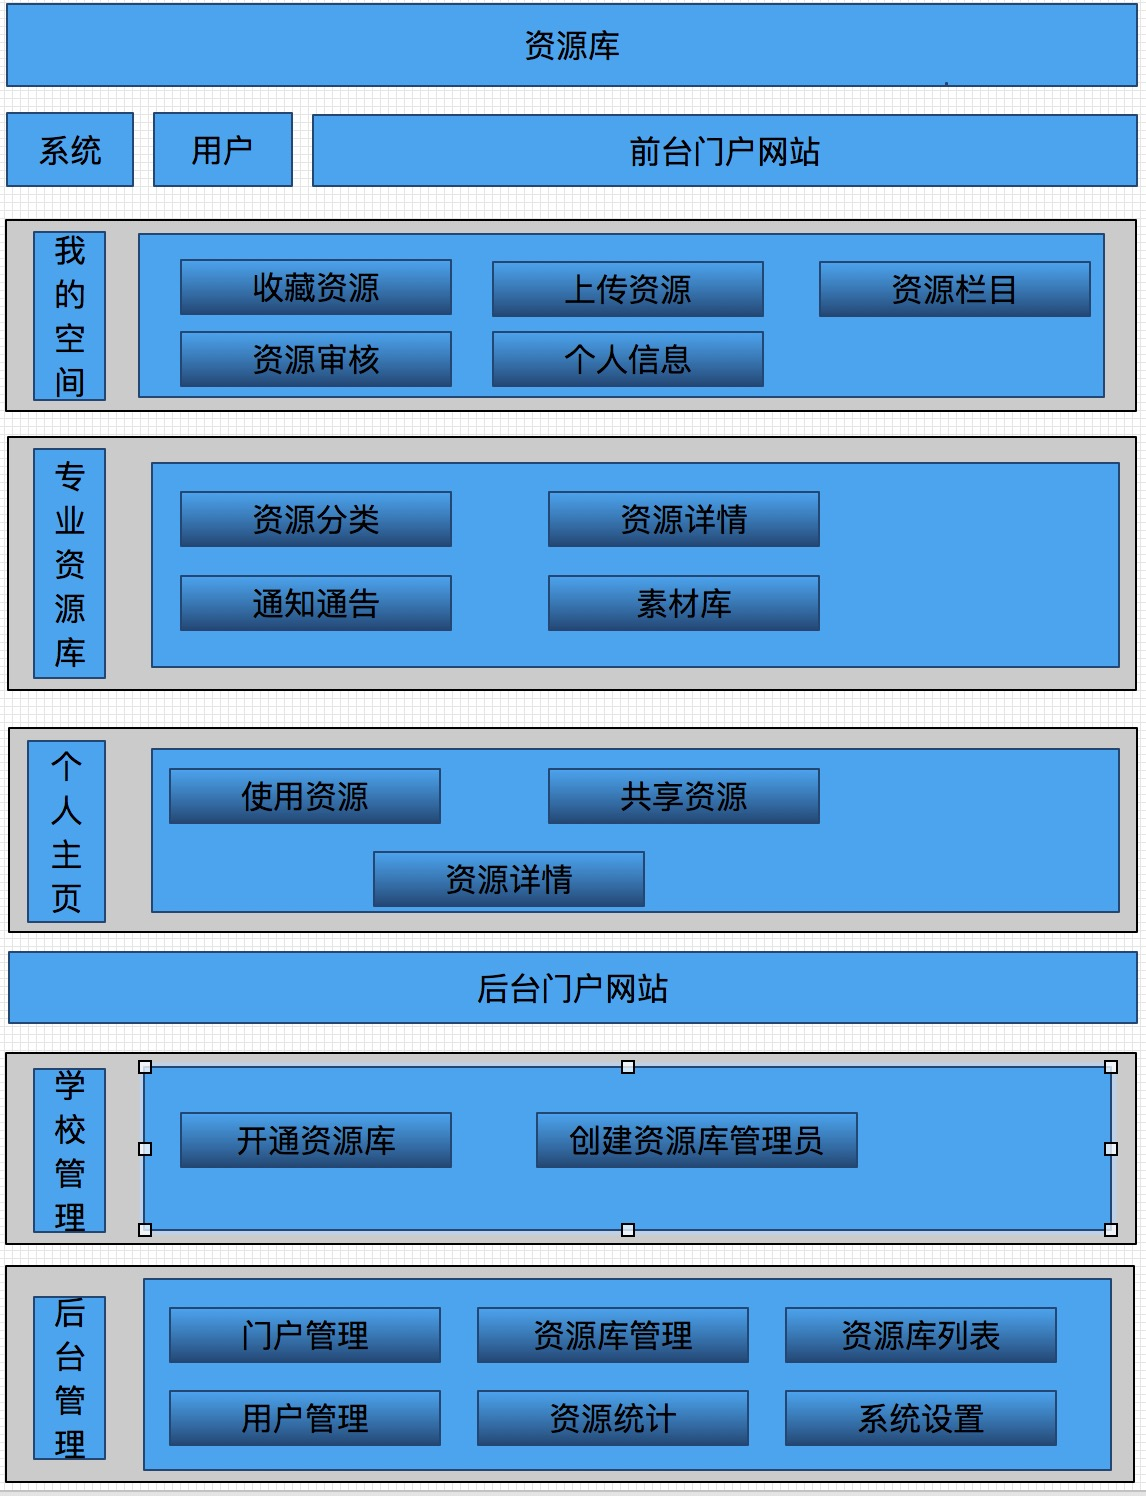 资源库
系统
用户
前台门户网站
我的空间
收藏资源
上传资源
资源栏目
资源审核
个人信息
专业资源库
资源分类
资源详情
通知通告
素材库
个人主页
使用资源
共享资源
资源详情
后台门户网站
学校管理
开通资源库
创建资源库管理员
后台管理
门户管理
资源库管理
资源库列表
用户管理
资源统计
系统设置